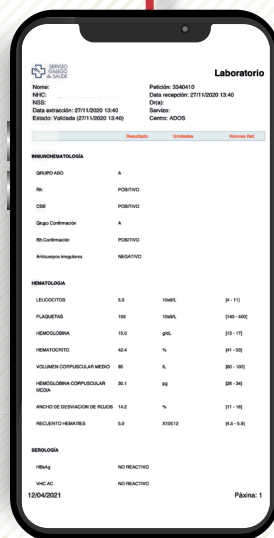 SERVIZO
GALEGO
de SAÚDE
Laboratorio
Nome:
Petición: 3340410
NHC:
Data recepción: 27/11/2020 13:40
NSS:
Dr(a):
Data extracción: 27/11/2020 13:40
Servizo:
Estado: Validada (27/11/2020 13:40)
Centro: ADOS
Resultado Unidades Valores Ref.
INMUNOHEMATOLOGÍA
GRUPO ABO A
Rh POSITIVO
CDE POSITIVO
Grupo Confirmación A
Rh Confirmación POSITIVO
Anticuerpos irregulares NEGATIVO
HEMATOLOGIA
LEUCOCITOS 5.3 10e9/L [4 - 11]
PLAQUETAS 193 10e9/L [140 - 400]
HEMOGLOBINA 15.0 g/dL [13 - 17]
HEMATOCRITO 42.4 % [41 - 53]
VOLUMEN CORPUSCULAR MEDIO 85 fL [80 - 100]
HEMOGLOBINA CORPUSCULAR
MEDIA 30.1 pg [26 - 34]
ANCHO DE DESVIACION DE ROJOS 14.2 % [11 - 16]
RECUENTO HEMATIES 5.0 X10E12 [4.5 - 5.9]
SEROLOGÍA
HBsAg NO REACTIVO
VHC AC NO REACTIVO
12/04/2021 Páxina: 1